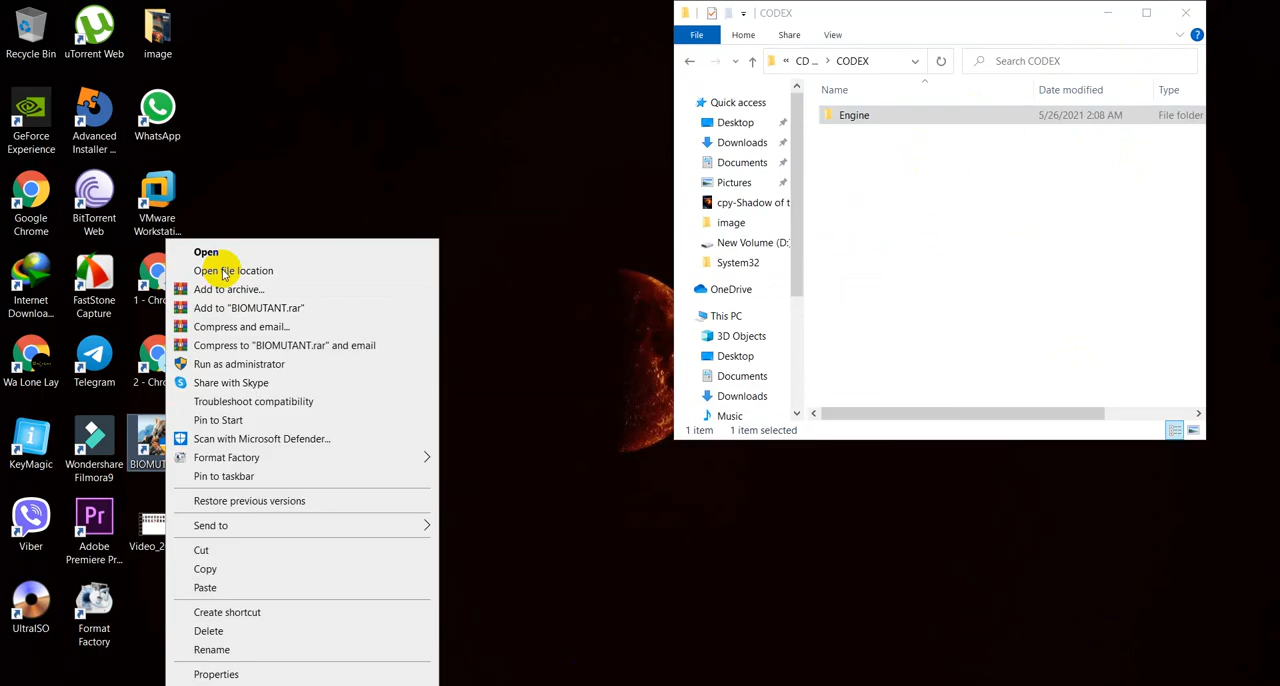 Recycle Bin
uTorrent Web
image
GeForce
Experience
Advanced
Installer ...
WhatsApp
Google
Chrome
BitTorrent
Web
VMware
Workstati...
Internet
Downloa...
FastStone
Capture
1 - Chro
Wa Lone Lay
Telegram
2 - Chro
KeyMagic
Wondershare
Filmora9
BIOMUT
Viber
Adobe
Premiere Pr...
Video_2
UltraISO
Format
Factory
Open
Open file location
Add to archive...
Add to "BIOMUTANT.rar"
Compress and email...
Compress to "BIOMUTANT.rar" and email
Run as administrator
Share with Skype
Troubleshoot compatibility
Pin to Start
Scan with Microsoft Defender...
Format Factory
Pin to taskbar
Restore previous versions
Send to
Cut
Copy
Paste
Create shortcut
Delete
Rename
Properties
CODEX
File
Home
Share
View
« CD ... › CODEX
Search CODEX
Name
Date modified
Type
Engine
5/26/2021 2:08 AM
File folder
Quick access
Desktop
Downloads
Documents
Pictures
cpy-Shadow of t
image
New Volume (D:)
System32
OneDrive
This PC
3D Objects
Desktop
Documents
Downloads
Music
1 item
1 item selected